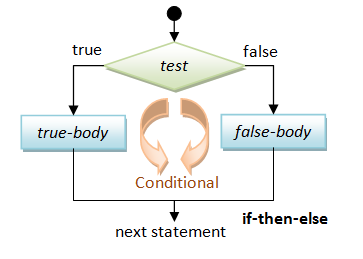 true
false
test
true-body
false-body
Conditional
if-then-else
next statement